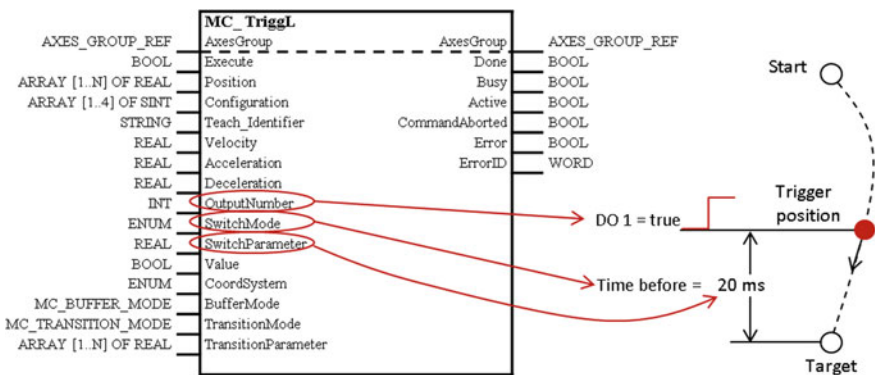 MC_TriggL
AXES_GROUP_REF AxesGroup AxesGroup AXES_GROUP_REF
BOOL Execute Done BOOL
ARRAY [1..N] OF REAL Position Busy BOOL
ARRAY [1..4] OF SINT Configuration Active BOOL
STRING Teach_Identifier CommandAborted BOOL
REAL Velocity Error BOOL
REAL Acceleration ErrorID WORD
REAL Deceleration
INT OutputNumber
ENUM SwitchMode
REAL SwitchParameter
BOOL Value
ENUM CoordSystem
MC_BUFFER_MODE BufferMode
MC_TRANSITION_MODE TransitionMode
ARRAY [1..N] OF REAL TransitionParameter
DO 1 = true
Time before = 20 ms
Start
Trigger
position
Target